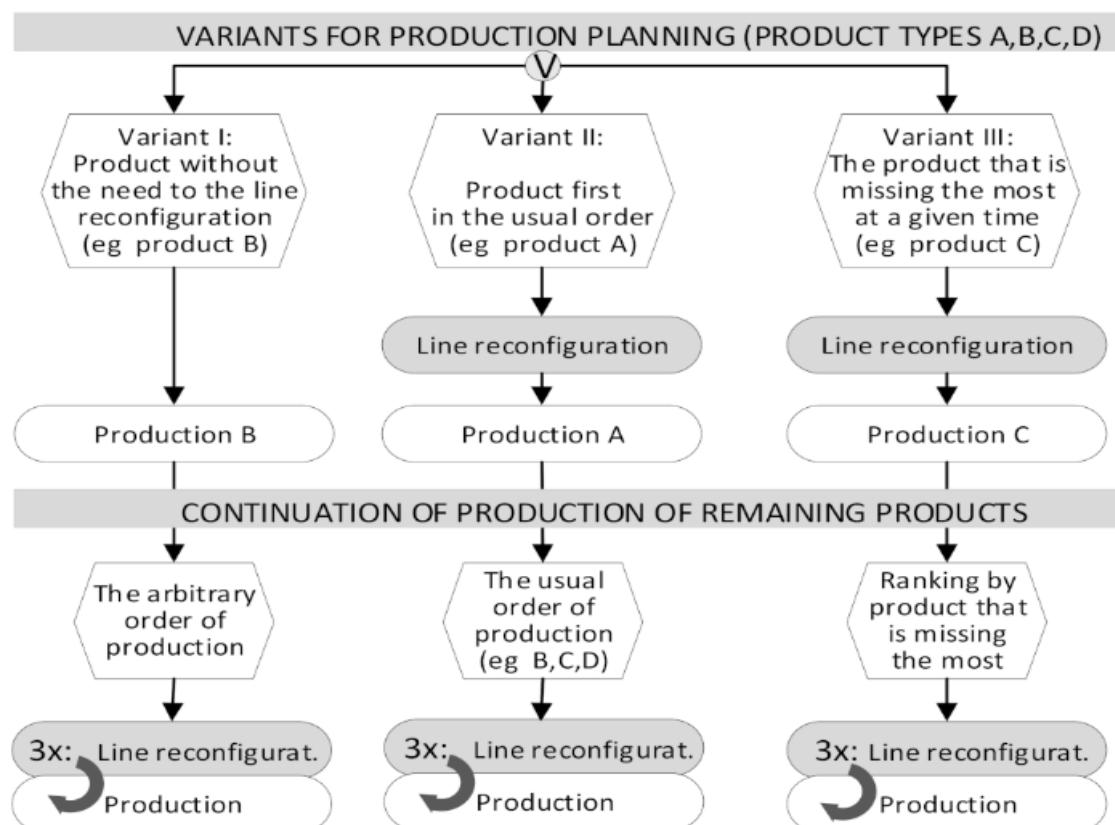 VARIANTS FOR PRODUCTION PLANNING (PRODUCT TYPES A,B,C,D)
V
Variant I:
Product without
the need to the line
reconfiguration
(eg product B)
Variant II:
Product first
in the usual order
(eg product A)
Variant III:
The product that is
missing the most
at a given time
(eg product C)
Line reconfiguration
Line reconfiguration
Production B
Production A
Production C
CONTINUATION OF PRODUCTION OF REMAINING PRODUCTS
The arbitrary
order of
production
The usual
order of
production
(eg B,C,D)
Ranking by
product that
is missing
the most
3x: Line reconfigurat.
Production
3x: Line reconfigurat.
Production
3x: Line reconfigurat.
Production